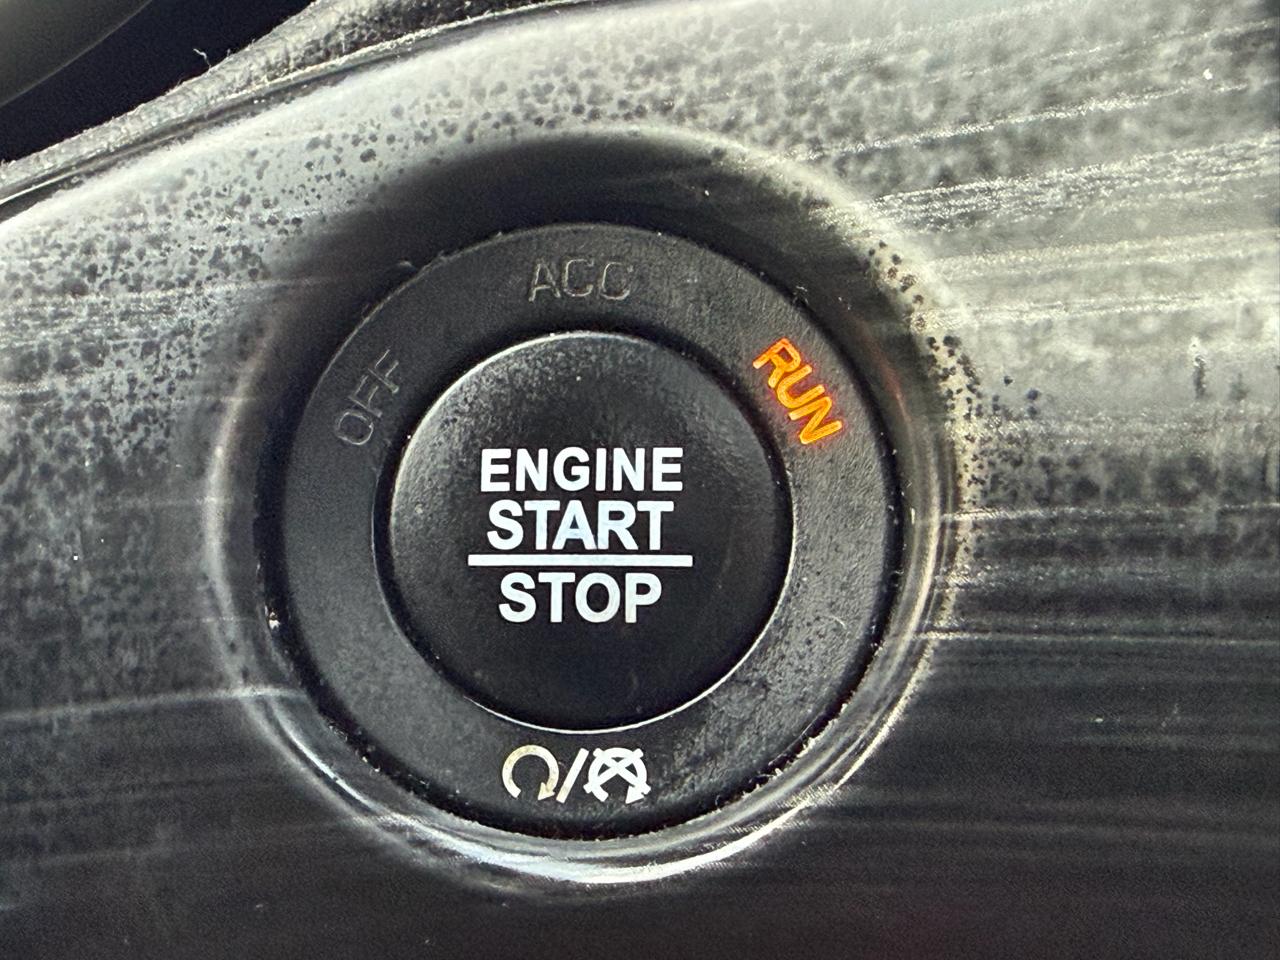 ACC
OFF
RUN
ENGINE
START
STOP